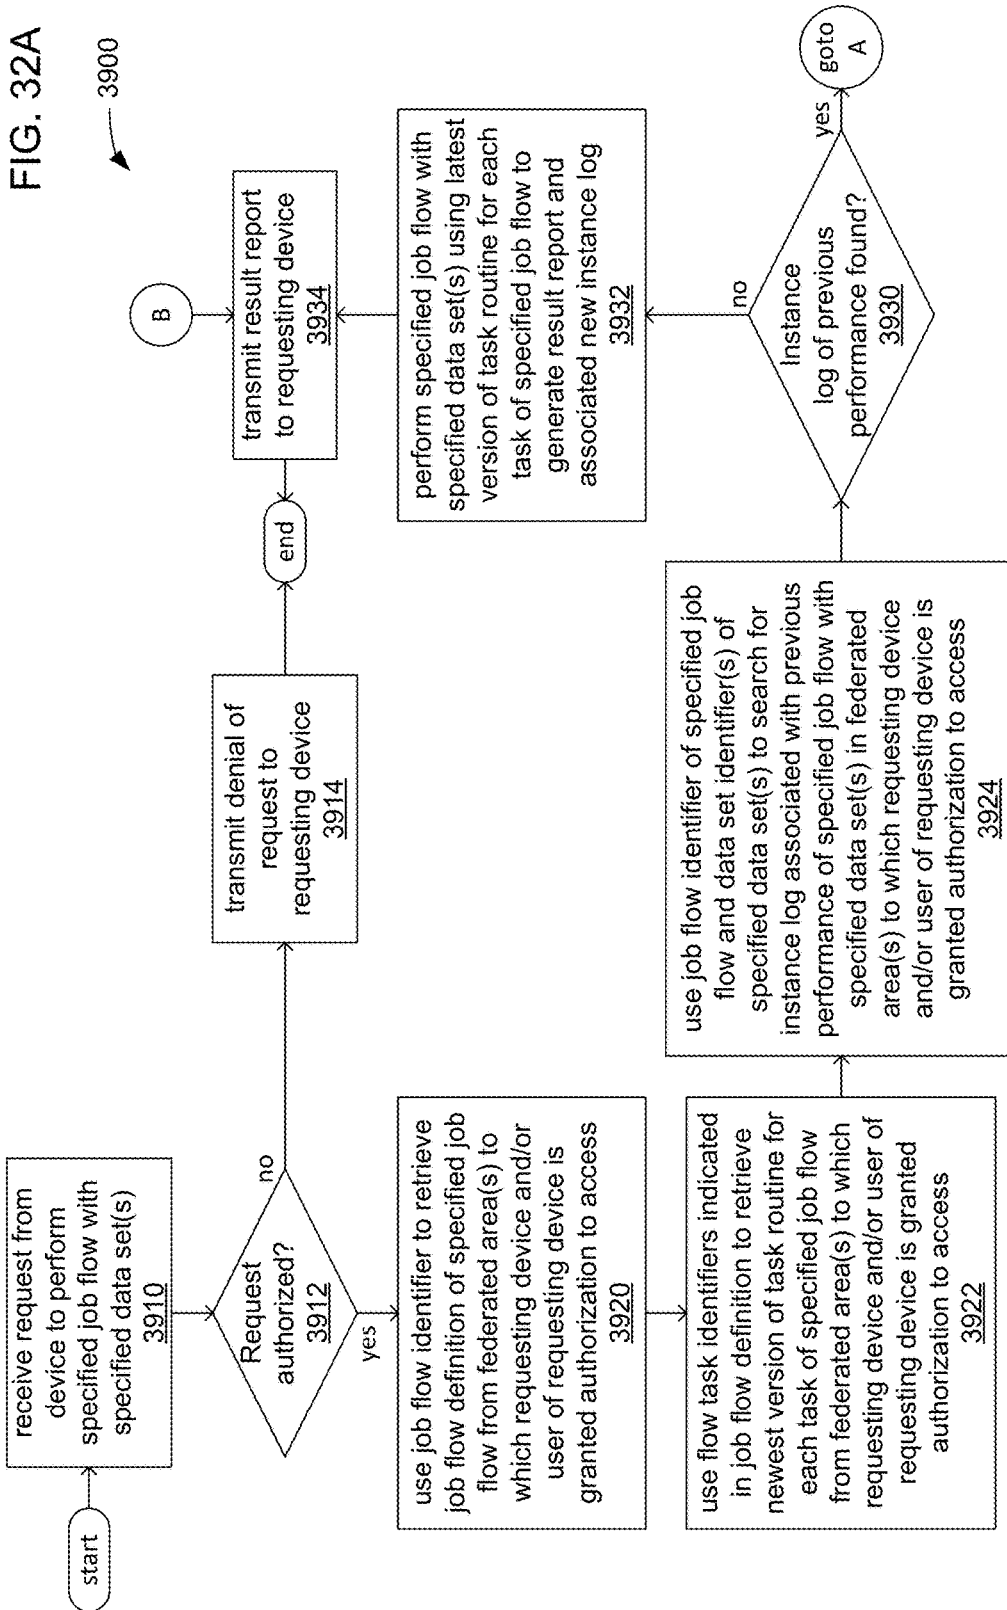 FIG. 32A
3900
start
receive request from
device to perform
specified job flow with
specified data set(s)
3910
Request
authorized?
3912
no
yes
transmit denial of
request to
requesting device
3914
end
use job flow identifier to retrieve
job flow definition of specified job
flow from federated area(s) to
which requesting device and/or
user of requesting device is
granted authorization to access
3920
use flow task identifiers indicated
in job flow definition to retrieve
newest version of task routine for
each task of specified job flow
from federated area(s) to which
requesting device and/or user of
requesting device is granted
authorization to access
3922
use job flow identifier of specified job
flow and data set identifier(s) of
specified data set(s) to search for
instance log associated with previous
performance of specified job flow with
specified data set(s) in federated
area(s) to which requesting device
and/or user of requesting device is
granted authorization to access
3924
Instance
log of previous
performance found?
3930
no
yes
goto
A
perform specified job flow with
specified data set(s) using latest
version of task routine for each
task of specified job flow to
generate result report and
associated new instance log
3932
B
transmit result report
to requesting device
3934